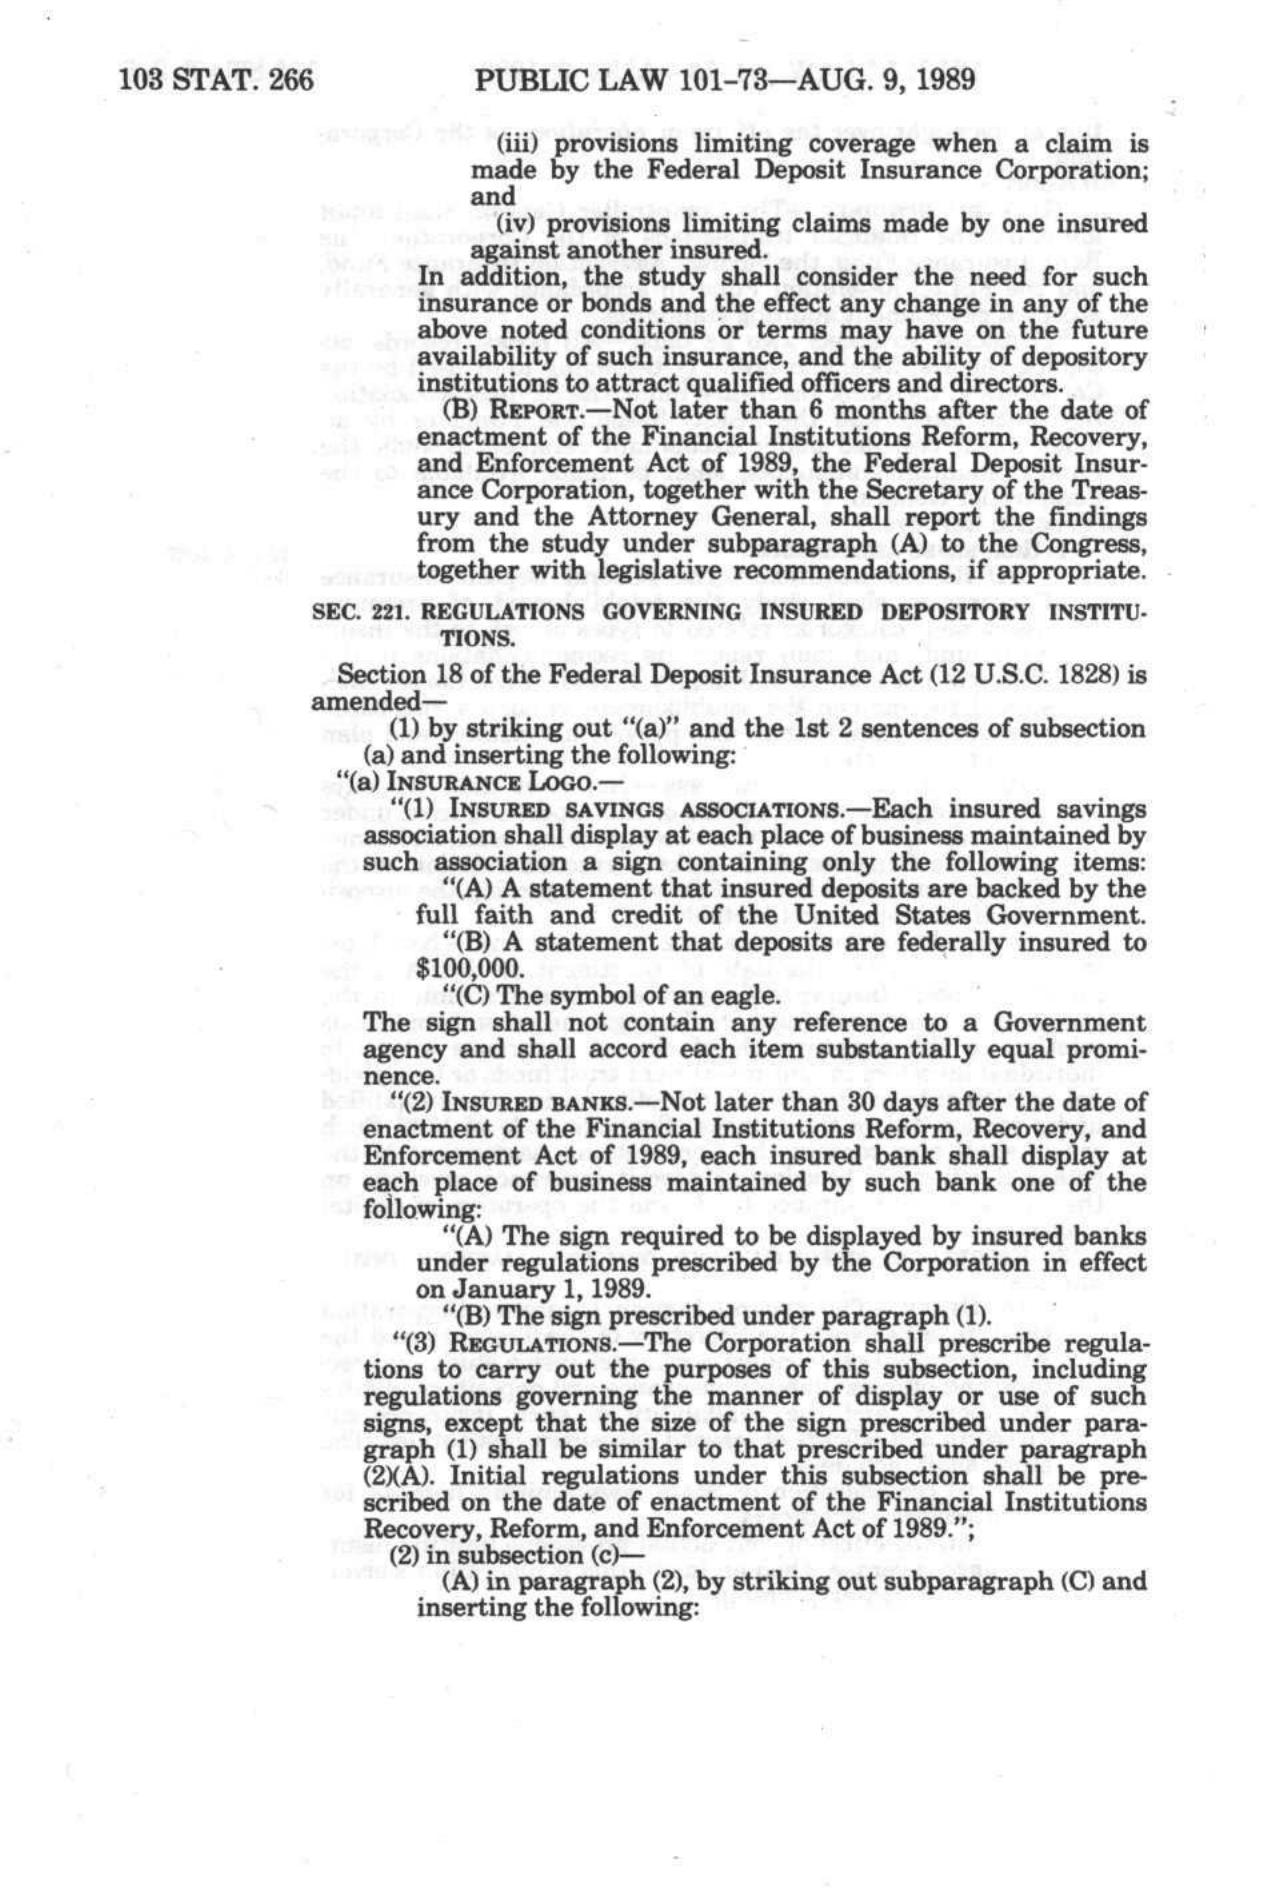 103 STAT. 266
PUBLIC LAW 101-73—AUG. 9, 1989
(iii) provisions limiting coverage when a claim is
made by the Federal Deposit Insurance Corporation;
and
(iv) provisions limiting claims made by one insured
against another insured.
In addition, the study shall consider the need for such
insurance or bonds and the effect any change in any of the
above noted conditions or terms may have on the future
availability of such insurance, and the ability of depository
institutions to attract qualified officers and directors.
(B) REPORT.—Not later than 6 months after the date of
enactment of the Financial Institutions Reform, Recovery,
and Enforcement Act of 1989, the Federal Deposit Insur-
ance Corporation, together with the Secretary of the Treas-
ury and the Attorney General, shall report the findings
from the study under subparagraph (A) to the Congress,
together with legislative recommendations, if appropriate.
SEC. 221. REGULATIONS GOVERNING INSURED DEPOSITORY INSTITU-
TIONS.
Section 18 of the Federal Deposit Insurance Act (12 U.S.C. 1828) is
amended—
(1) by striking out “(a)” and the 1st 2 sentences of subsection
(a) and inserting the following:
“(a) INSURANCE LOGO.—
“(1) INSURED SAVINGS ASSOCIATIONS.—Each insured savings
association shall display at each place of business maintained by
such association a sign containing only the following items:
“(A) A statement that insured deposits are backed by the
full faith and credit of the United States Government.
“(B) A statement that deposits are federally insured to
$100,000.
“(C) The symbol of an eagle.
The sign shall not contain any reference to a Government
agency and shall accord each item substantially equal promi-
nence.
“(2) INSURED BANKS.—Not later than 30 days after the date of
enactment of the Financial Institutions Reform, Recovery, and
Enforcement Act of 1989, each insured bank shall display at
each place of business maintained by such bank one of the
following:
“(A) The sign required to be displayed by insured banks
under regulations prescribed by the Corporation in effect
on January 1, 1989.
“(B) The sign prescribed under paragraph (1).
“(3) REGULATIONS.—The Corporation shall prescribe regula-
tions to carry out the purposes of this subsection, including
regulations governing the manner of display or use of such
signs, except that the size of the sign prescribed under para-
graph (1) shall be similar to that prescribed under paragraph
(2)(A). Initial regulations under this subsection shall be pre-
scribed on the date of enactment of the Financial Institutions
Recovery, Reform, and Enforcement Act of 1989.”;
(2) in subsection (c)—
(A) in paragraph (2), by striking out subparagraph (C) and
inserting the following: